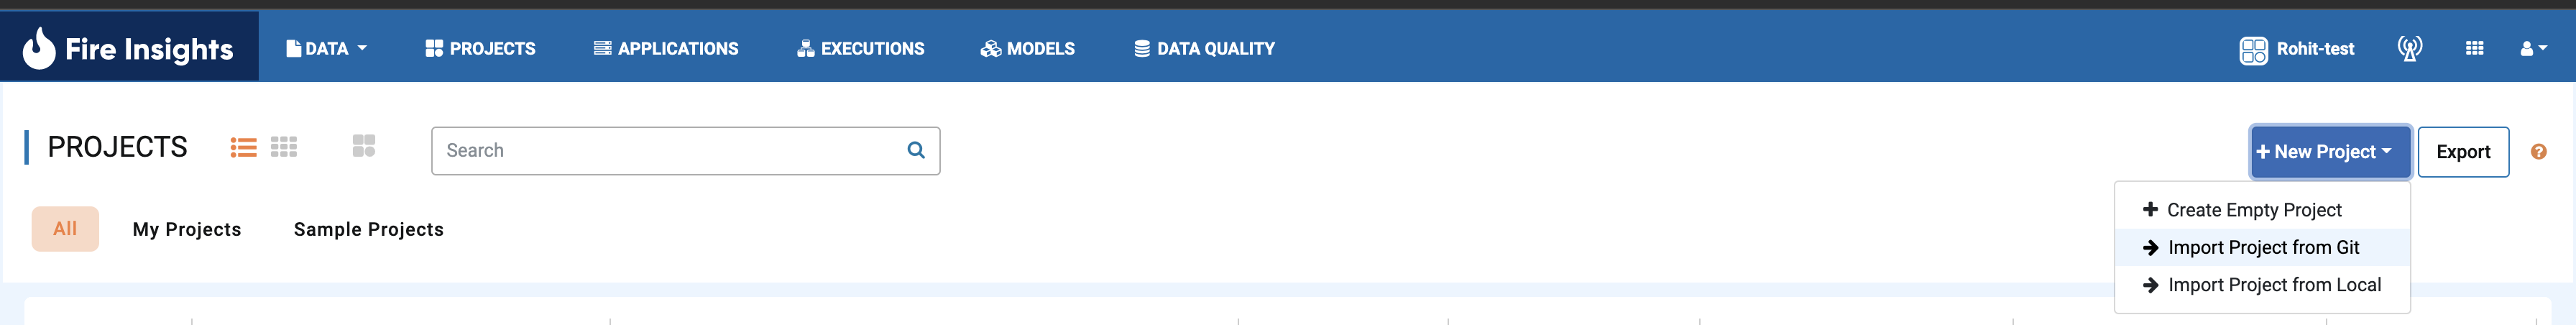 Fire Insights
DATA
PROJECTS
APPLICATIONS
EXECUTIONS
MODELS
DATA QUALITY
Rohit-test
PROJECTS
Search
+ New Project
Export
?
All
My Projects
Sample Projects
Create Empty Project
Import Project from Git
Import Project from Local